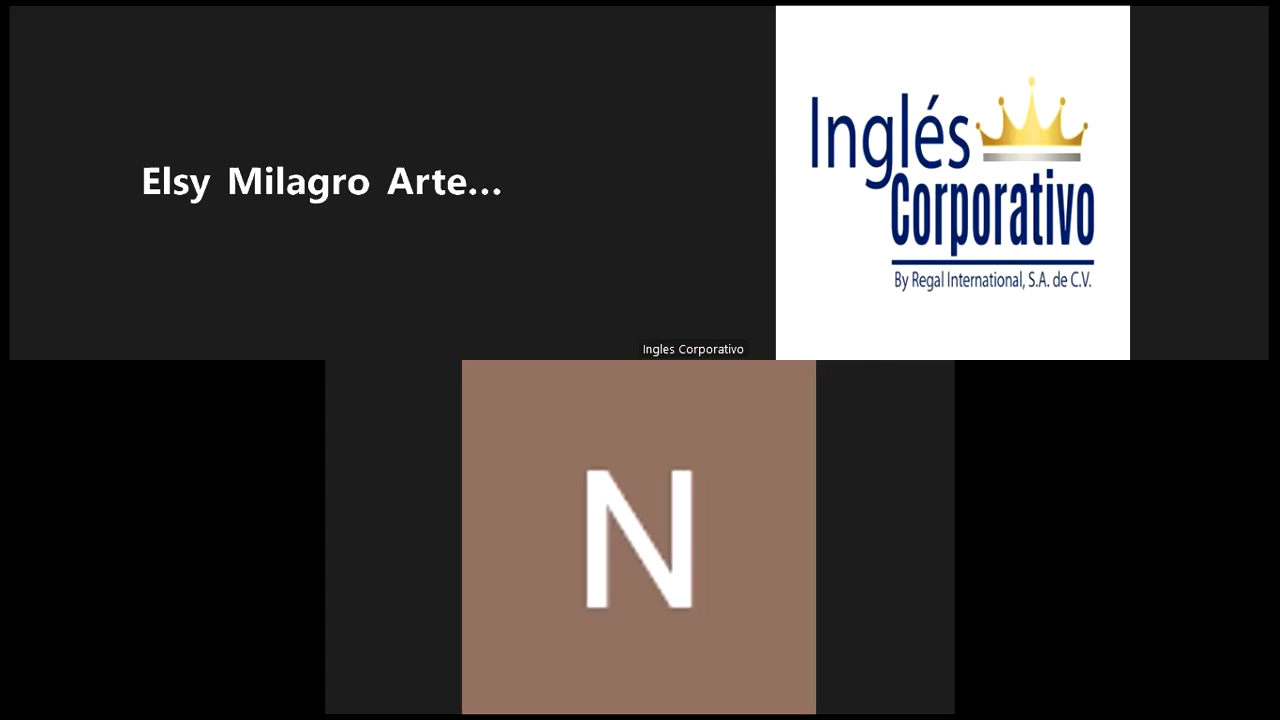 Elsy Milagro Arte...
Inglés
Corporativo
By Regal International, S.A. de C.V.
Ingles Corporativo
N